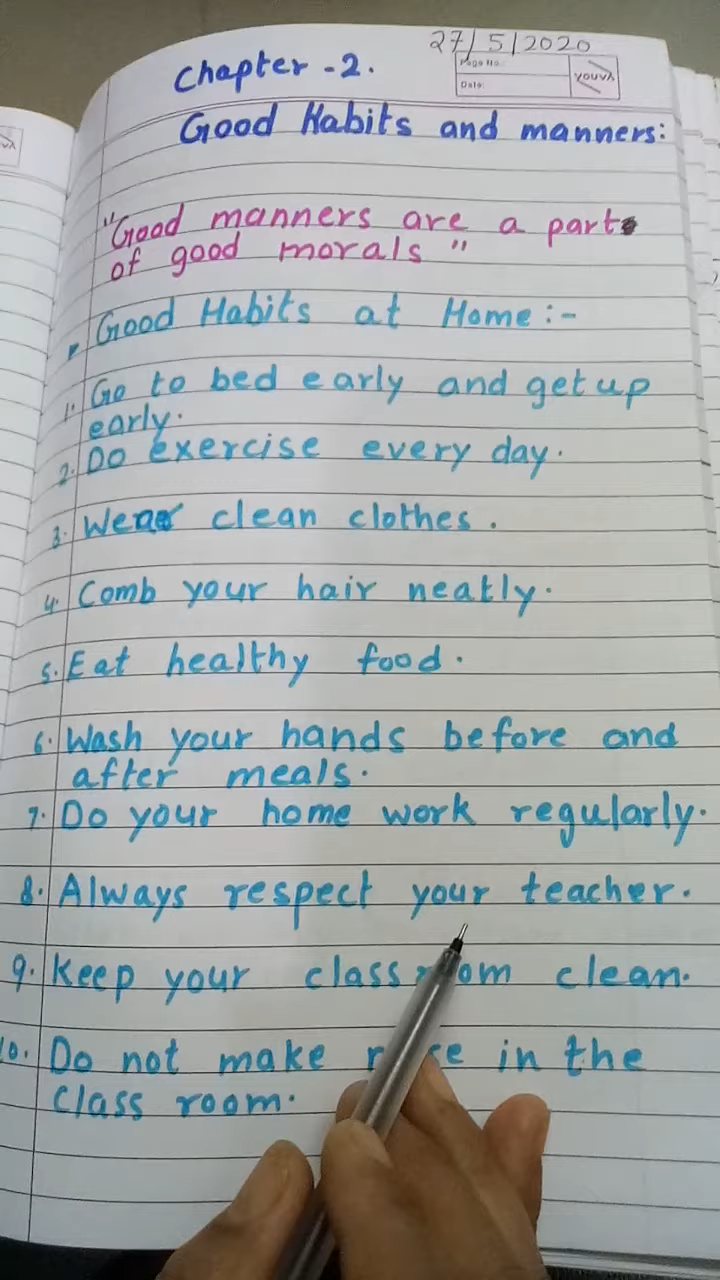 27/5/2020
Page No.
Date:
youva
Chapter - 2.
Good Habits and manners:
"Good manners are a part
of good morals"
Good Habits at Home:-
1. Go to bed early and get up
early.
2. Do exercise every day.
3. Wear clean clothes.
4. Comb your hair neatly.
5. Eat healthy food.
6. Wash your hands before and
after meals.
7. Do your home work regularly.
8. Always respect your teacher.
9. Keep your class room clean.
10. Do not make in the
class room.